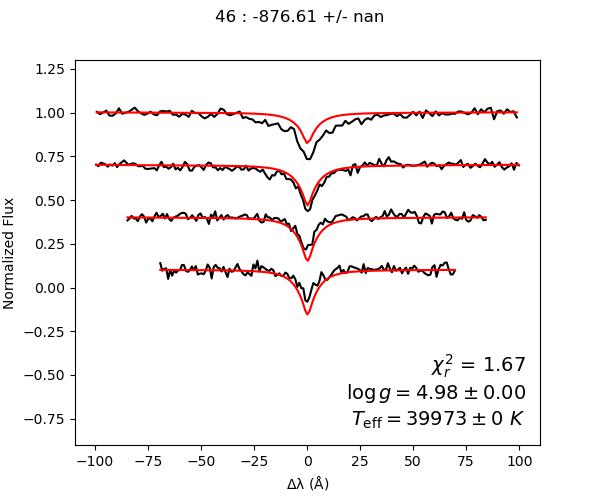 46 : -876.61 +/- nan
1.25
1.00
0.75
0.50
0.25
0.00
−0.25
−0.50
−0.75
Normalized Flux
χ²ᵣ = 1.67
log g = 4.98 ± 0.00
T_eff = 39973 ± 0 K
−100 −75 −50 −25 0 25 50 75 100
Δλ (Å)